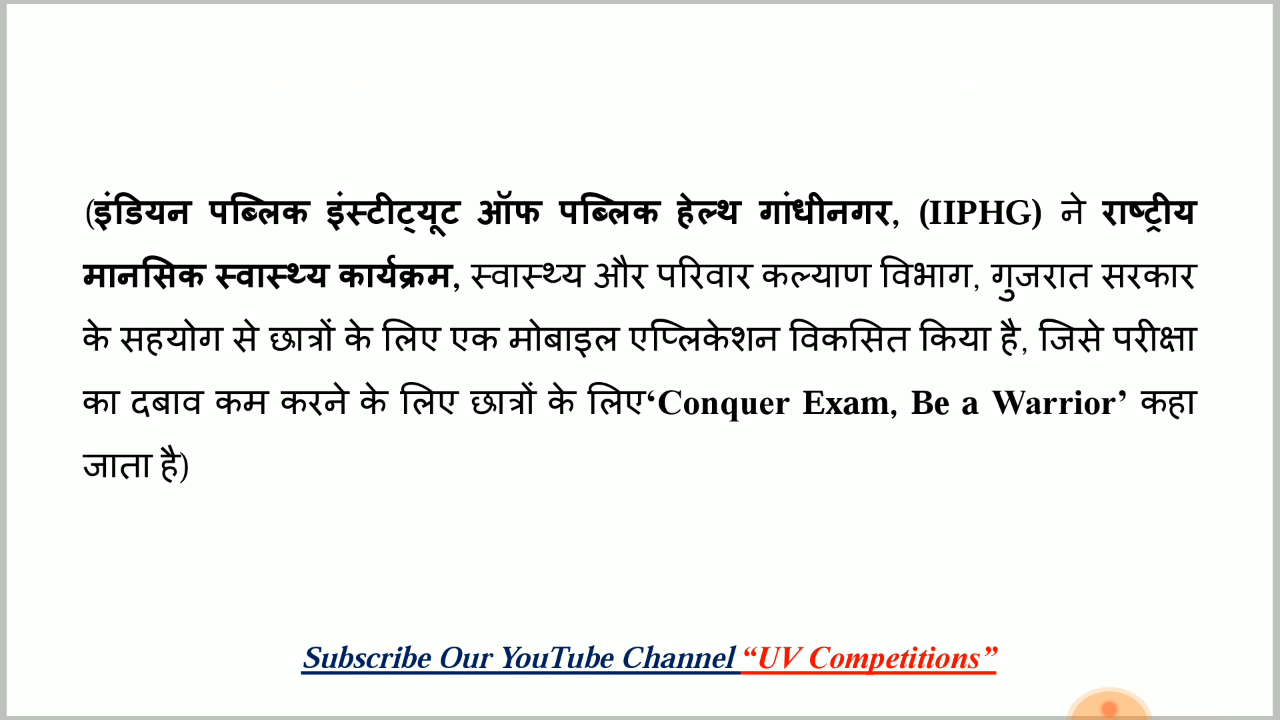 (इंडियन पब्लिक इंस्टीट्यूट ऑफ पब्लिक हेल्थ गांधीनगर, (IIPHG) ने राष्ट्रीय
मानसिक स्वास्थ्य कार्यक्रम, स्वास्थ्य और परिवार कल्याण विभाग, गुजरात सरकार
के सहयोग से छात्रों के लिए एक मोबाइल एप्लिकेशन विकसित किया है, जिसे परीक्षा
का दबाव कम करने के लिए छात्रों के लिए‘Conquer Exam, Be a Warrior’ कहा
जाता है)
Subscribe Our YouTube Channel “UV Competitions”